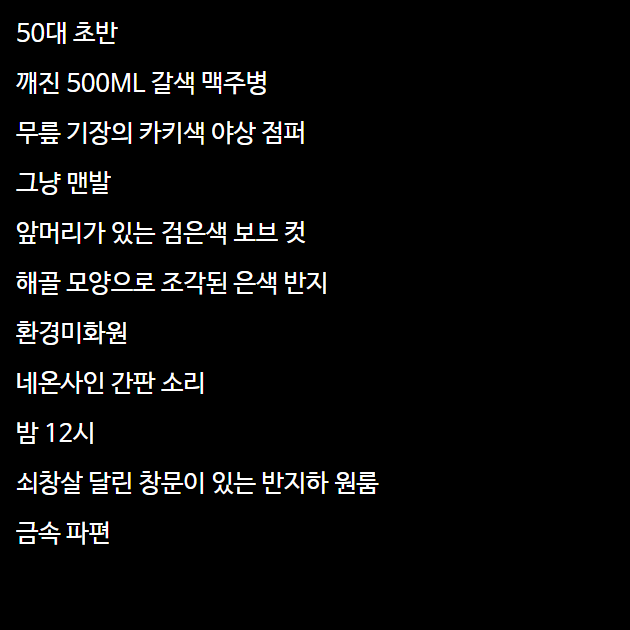 50대 초반
깨진 500ML 갈색 맥주병
무릎 기장의 카키색 야상 점퍼
그냥 맨발
앞머리가 있는 검은색 보브 컷
해골 모양으로 조각된 은색 반지
환경미화원
네온사인 간판 소리
밤 12시
쇠창살 달린 창문이 있는 반지하 원룸
금속 파편